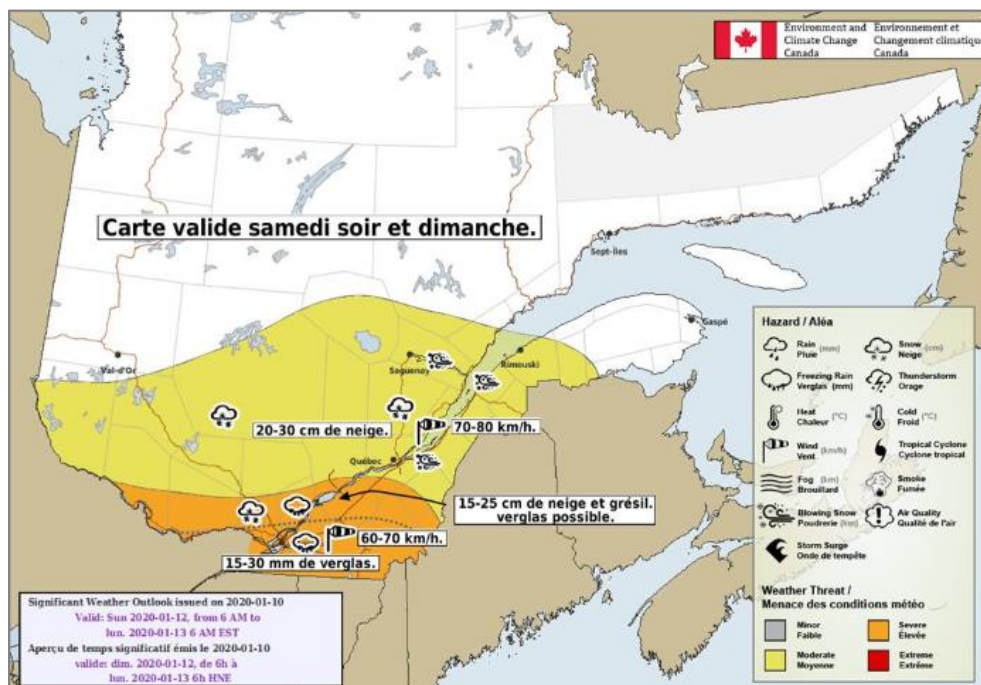 Environment and
Climate Change
Canada
Environnement et
Changement climatique
Canada
Carte valide samedi soir et dimanche.
Sept-Iles
Gaspé
Val-d'Or
Saguenay
Rimouski
20-30 cm de neige.
70-80 km/h.
Québec
15-25 cm de neige et grésil.
verglas possible.
60-70 km/h.
15-30 mm de verglas.
Significant Weather Outlook issued on 2020-01-10
Valid: Sun 2020-01-12, from 6 AM to
lun. 2020-01-13 6 AM EST
Aperçu de temps significatif émis le 2020-01-10
valide: dim. 2020-01-12, de 6h à
lun. 2020-01-13 6h HNE
Hazard / Aléa
Rain (mm)
Pluie
Snow (cm)
Neige
Freezing Rain
Verglas (mm)
Thunderstorm
Orage
Heat (°C)
Chaleur
Cold (°C)
Froid
Wind (km/h)
Vent
Tropical Cyclone
Cyclone tropical
Fog (km)
Brouillard
Smoke
Fumée
Blowing Snow
Poudrerie (km)
Air Quality
Qualité de l'air
Storm Surge
Onde de tempête
Weather Threat /
Menace des conditions météo
Minor
Faible
Severe
Élevée
Moderate
Moyenne
Extreme
Extrême